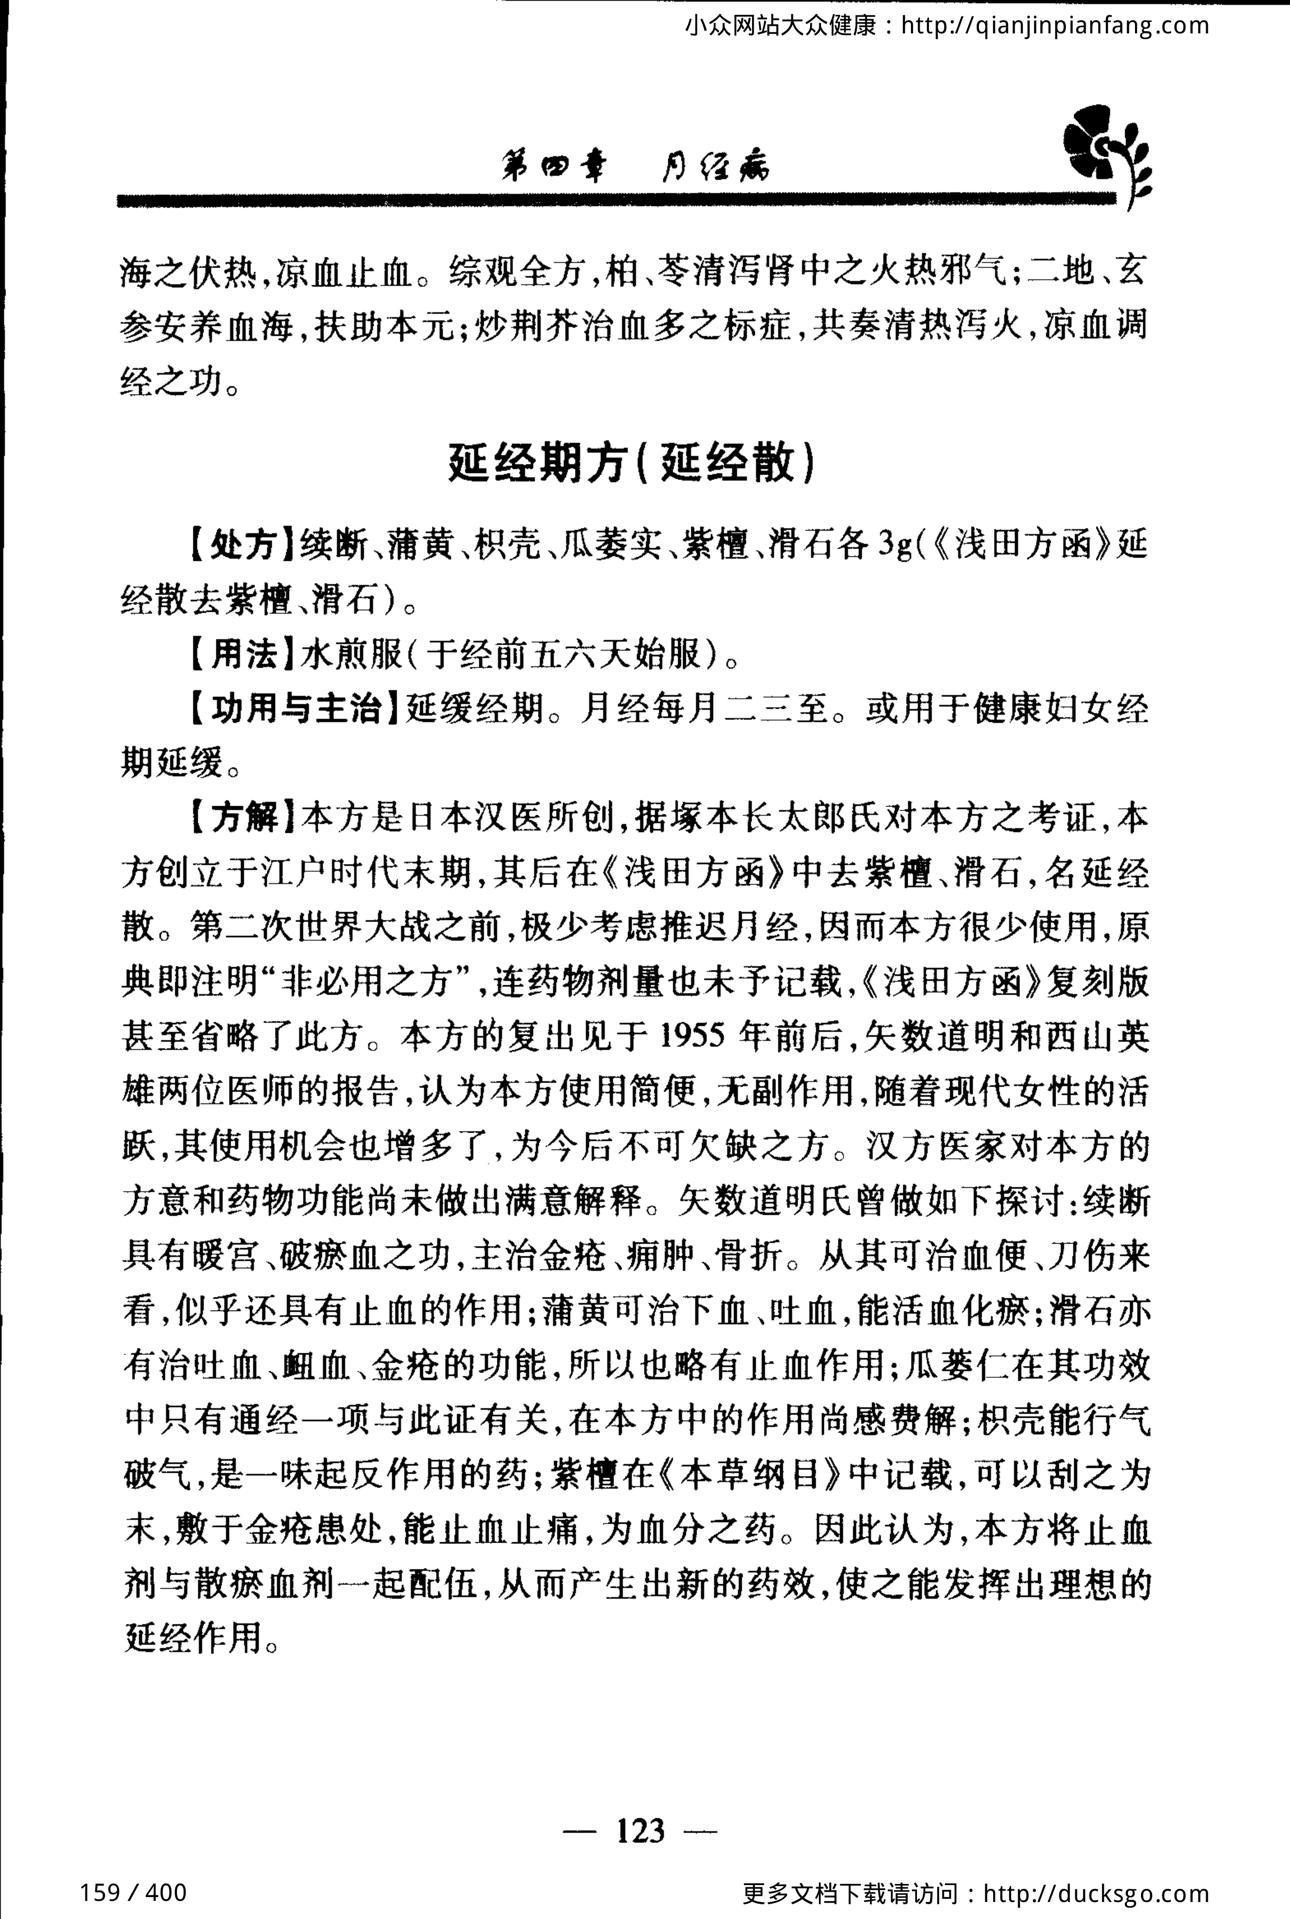 小众网站大众健康：http://qianjinpianfang.com
第四章 月经病
海之伏热，凉血止血。综观全方，柏、芩清泻肾中之火热邪气；二地、玄
参安养血海，扶助本元；炒荆芥治血多之标症，共奏清热泻火，凉血调
经之功。
延经期方（延经散）
【处方】续断、蒲黄、枳壳、瓜蒌实、紫檀、滑石各3g(《浅田方函》延
经散去紫檀、滑石）。
【用法】水煎服（于经前五六天始服）。
【功用与主治】延缓经期。月经每月二三至。或用于健康妇女经
期延缓。
【方解】本方是日本汉医所创，据塚本长太郎氏对本方之考证，本
方创立于江户时代末期，其后在《浅田方函》中去紫檀、滑石，名延经
散。第二次世界大战之前，极少考虑推迟月经，因而本方很少使用，原
典即注明“非必用之方”，连药物剂量也未予记载，《浅田方函》复刻版
甚至省略了此方。本方的复出见于1955年前后，矢数道明和西山英
雄两位医师的报告，认为本方使用简便，无副作用，随着现代女性的活
跃，其使用机会也增多了，为今后不可欠缺之方。汉方医家对本方的
方意和药物功能尚未做出满意解释。矢数道明氏曾做如下探讨：续断
具有暖宫、破瘀血之功，主治金疮、痈肿、骨折。从其可治血便、刀伤来
看，似乎还具有止血的作用；蒲黄可治下血、吐血，能活血化瘀；滑石亦
有治吐血、衄血、金疮的功能，所以也略有止血作用；瓜蒌仁在其功效
中只有通经一项与此证有关，在本方中的作用尚感费解；枳壳能行气
破气，是一味起反作用的药；紫檀在《本草纲目》中记载，可以刮之为
末，敷于金疮患处，能止血止痛，为血分之药。因此认为，本方将止血
剂与散瘀血剂一起配伍，从而产生出新的药效，使之能发挥出理想的
延经作用。
— 123 —
159 / 400
更多文档下载请访问：http://ducksgo.com